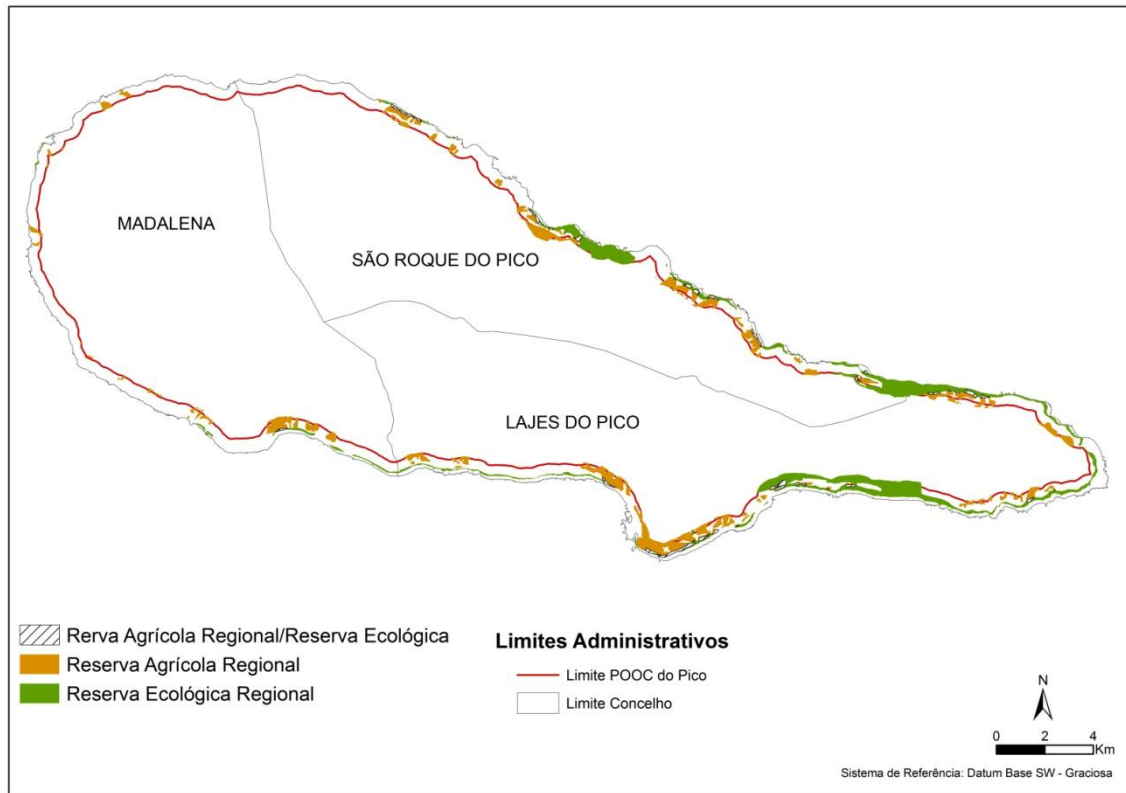 MADALENA
SÃO ROQUE DO PICO
LAJES DO PICO
Rerva Agrícola Regional/Reserva Ecológica
Reserva Agrícola Regional
Reserva Ecológica Regional
Limites Administrativos
Limite POOC do Pico
Limite Concelho
N
0 2 4
Km
Sistema de Referência: Datum Base SW - Graciosa